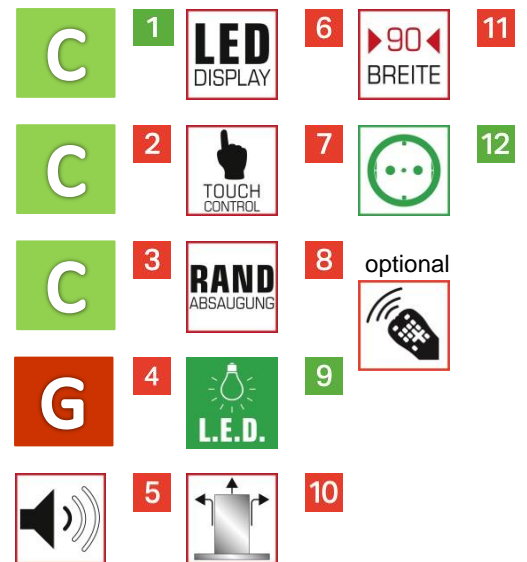 C
1
LED
DISPLAY
6
▶90◀
BREITE
11
C
2
TOUCH
CONTROL
7
12
C
3
RAND
ABSAUGUNG
8
optional
G
4
L.E.D.
9
5
10